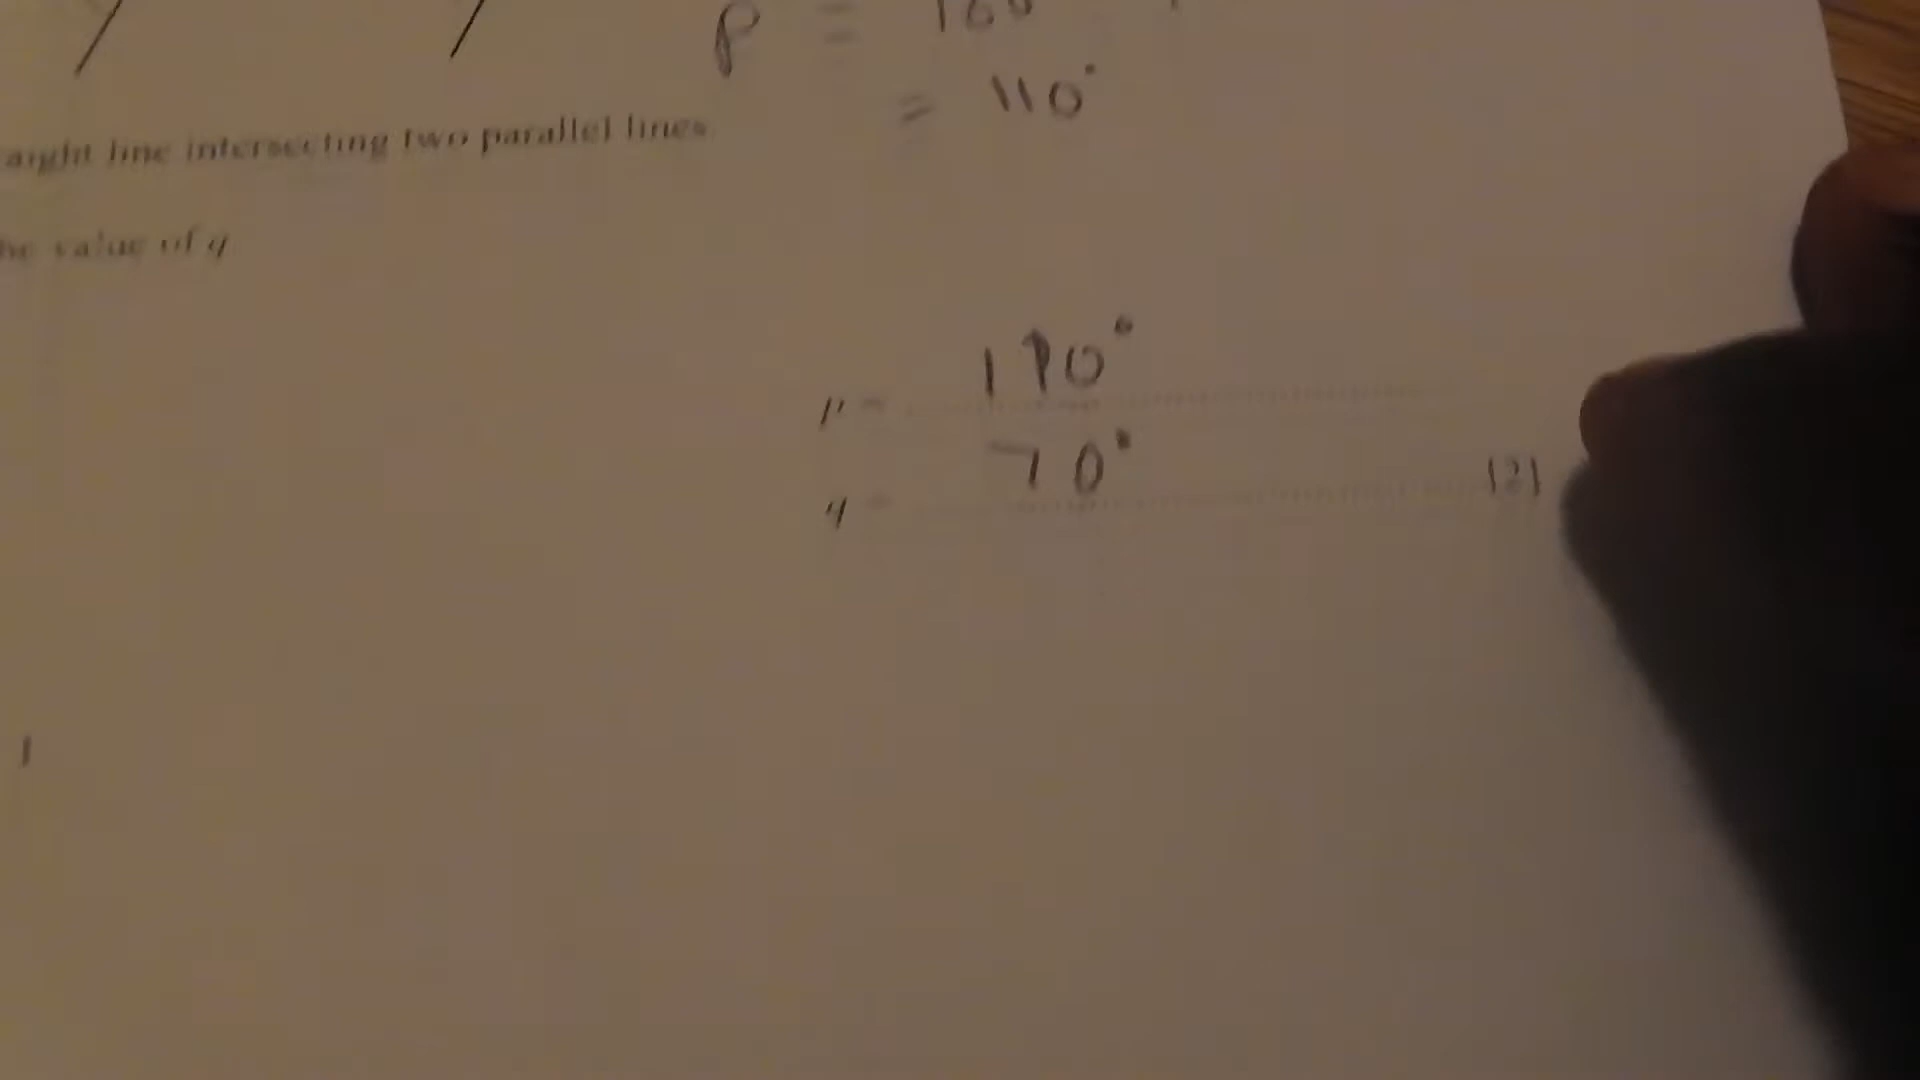 p = 180
= 110°
aight line intersecting two parallel lines.
he value of q.
p = 110°
q = 70°
[2]